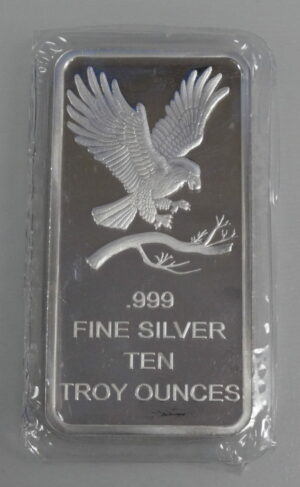 .999
FINE SILVER
TEN
TROY OUNCES